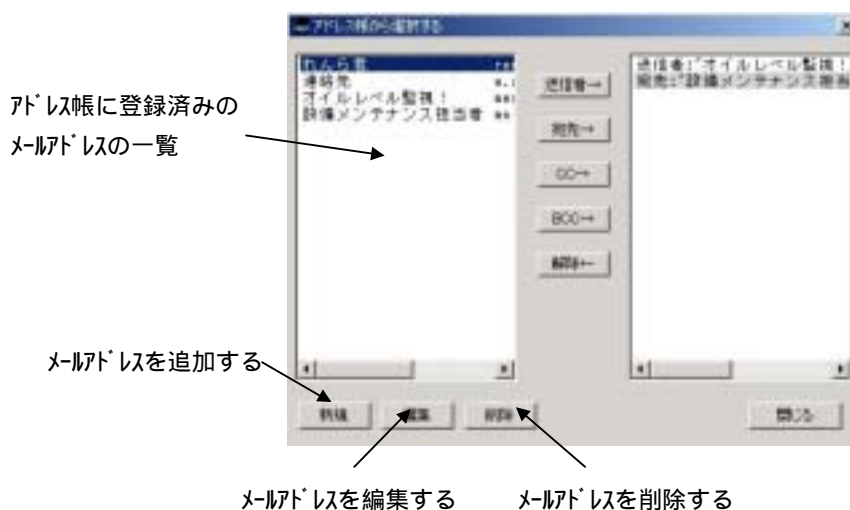 アドレス帳から選択する
れんら君
連絡先
オイルレベル監視！
設備メンテナンス担当者
送信者→
宛先→
CC→
BCC→
解除←
送信者:"オイルレベル監視！
宛先:"設備メンテナンス担当
ｱﾄﾞﾚｽ帳に登録済みの
ﾒｰﾙｱﾄﾞﾚｽの一覧
ﾒｰﾙｱﾄﾞﾚｽを追加する
新規
編集
削除
閉じる
ﾒｰﾙｱﾄﾞﾚｽを編集する
ﾒｰﾙｱﾄﾞﾚｽを削除する